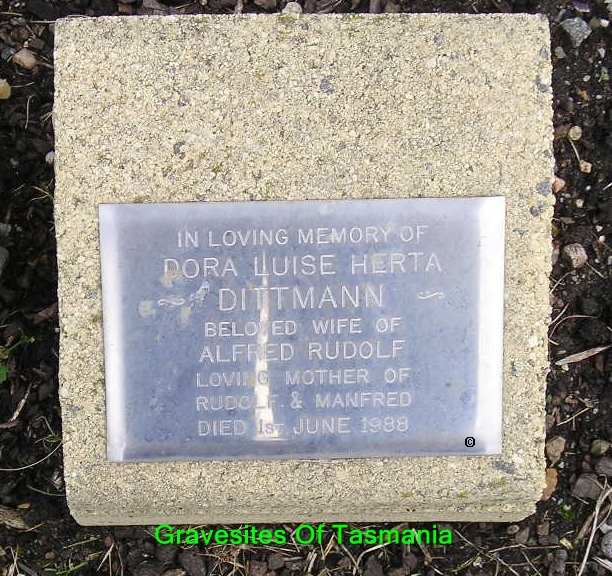 IN LOVING MEMORY OF
DORA LUISE HERTA
DITTMANN
BELOVED WIFE OF
ALFRED RUDOLF
LOVING MOTHER OF
RUDOLF & MANFRED
DIED 1ST JUNE 1988
©
Gravesites Of Tasmania